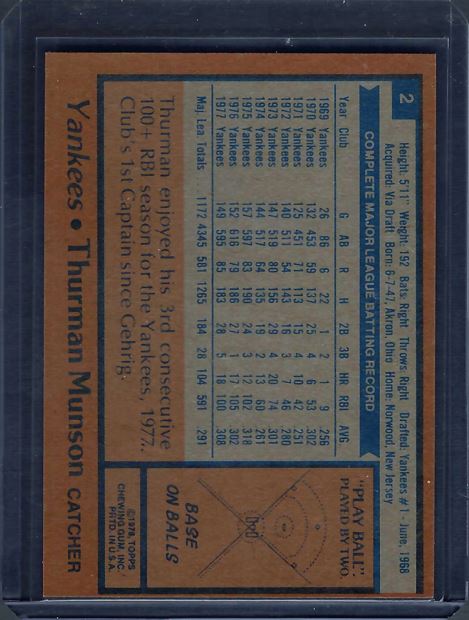 2
Height: 5'11" Weight: 192 Bats: Right Throws: Right Drafted: Yankees #1 - June, 1968
Acquired: Via Draft Born: 6-7-47, Akron, Ohio Home: Norwood, New Jersey
COMPLETE MAJOR LEAGUE BATTING RECORD
Year Club G AB R H 2B 3B HR RBI AVG
1969 Yankees 26 86 6 22 1 2 1 9 .256
1970 Yankees 132 453 59 137 25 4 6 53 .302
1971 Yankees 125 451 71 113 15 4 10 42 .251
1972 Yankees 140 511 54 143 16 3 7 46 .280
1973 Yankees 147 519 80 156 29 4 20 74 .301
1974 Yankees 144 517 64 135 19 2 13 60 .261
1975 Yankees 157 597 83 190 24 3 12 102 .318
1976 Yankees 152 616 79 186 27 1 17 105 .302
1977 Yankees 149 595 85 183 28 5 18 100 .308
Maj. Lea. Totals 1172 4345 581 1265 184 28 104 591 .291
Thurman enjoyed his 3rd consecutive
100+ RBI season for the Yankees, 1977.
Club's 1st Captain since Gehrig.
"PLAY BALL"
PLAYED BY TWO.
BASE
ON BALLS
Yankees • Thurman Munson CATCHER
©1978, TOPPS
CHEWING GUM, INC.
PRTD. IN U.S.A.